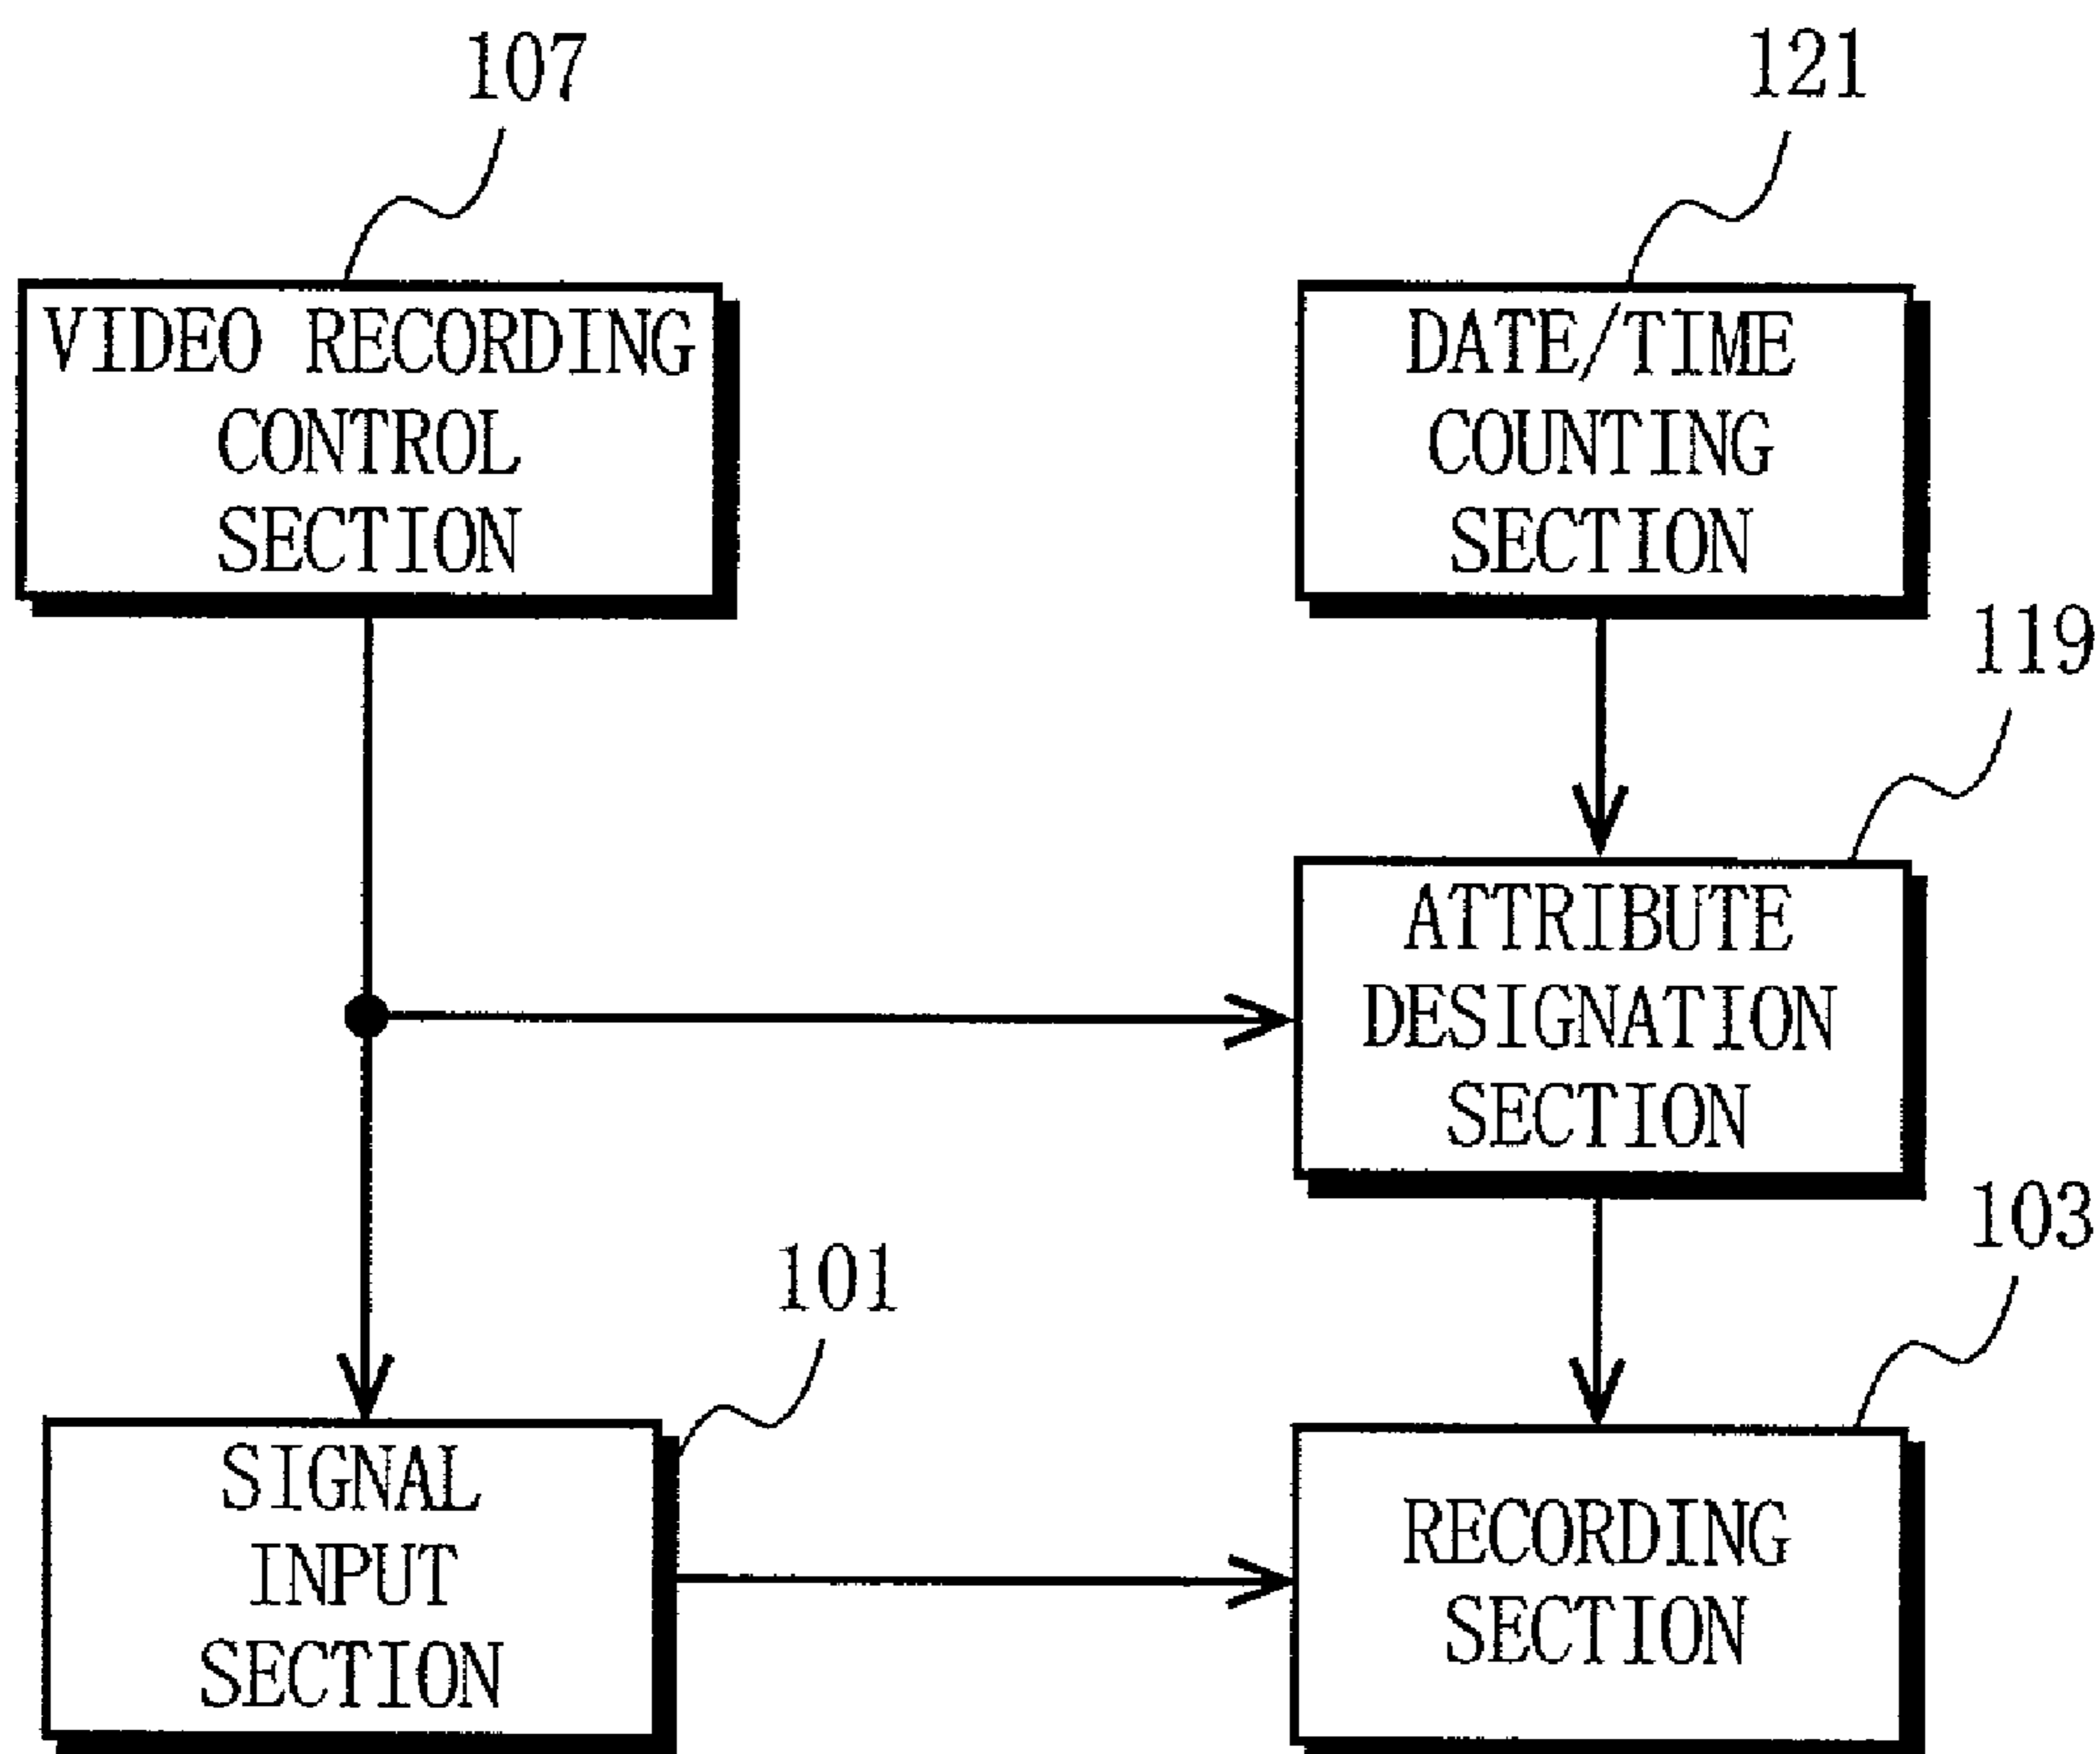 107
VIDEO RECORDING
CONTROL
SECTION
121
DATE/TIME
COUNTING
SECTION
119
ATTRIBUTE
DESIGNATION
SECTION
101
SIGNAL
INPUT
SECTION
103
RECORDING
SECTION